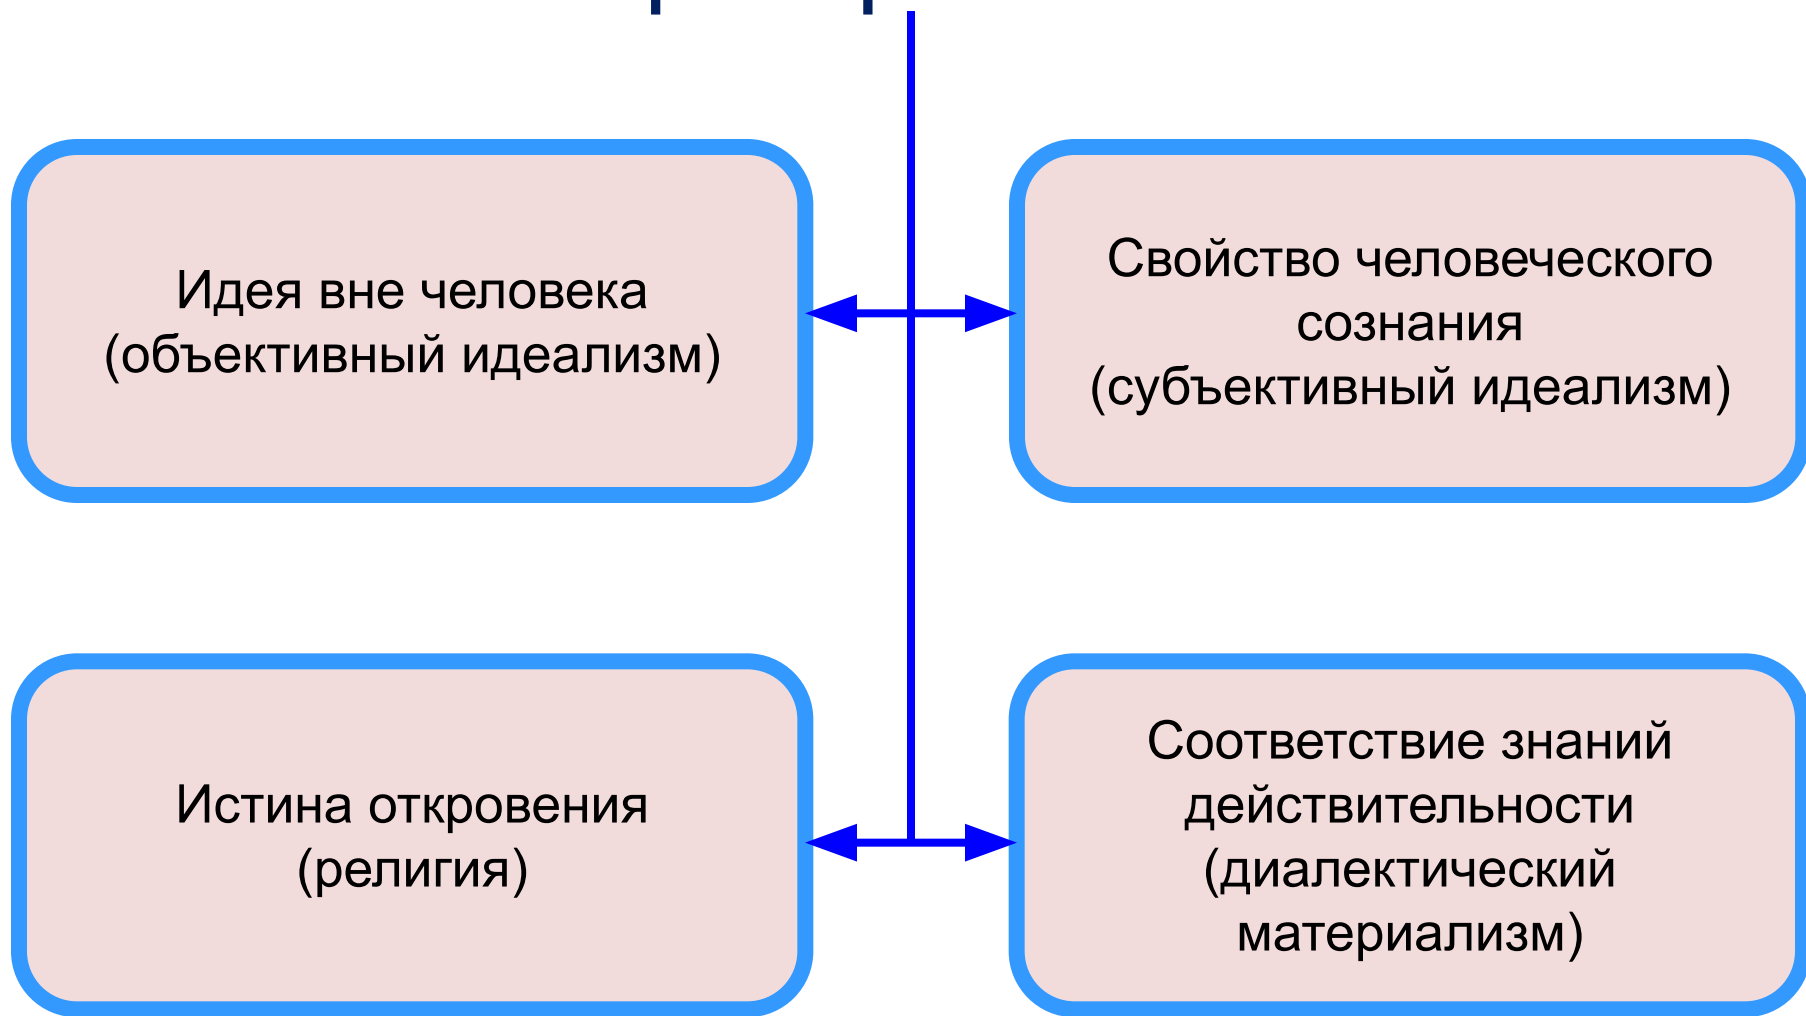 Идея вне человека
(объективный идеализм)
Свойство человеческого
сознания
(субъективный идеализм)
Истина откровения
(религия)
Соответствие знаний
действительности
(диалектический
материализм)